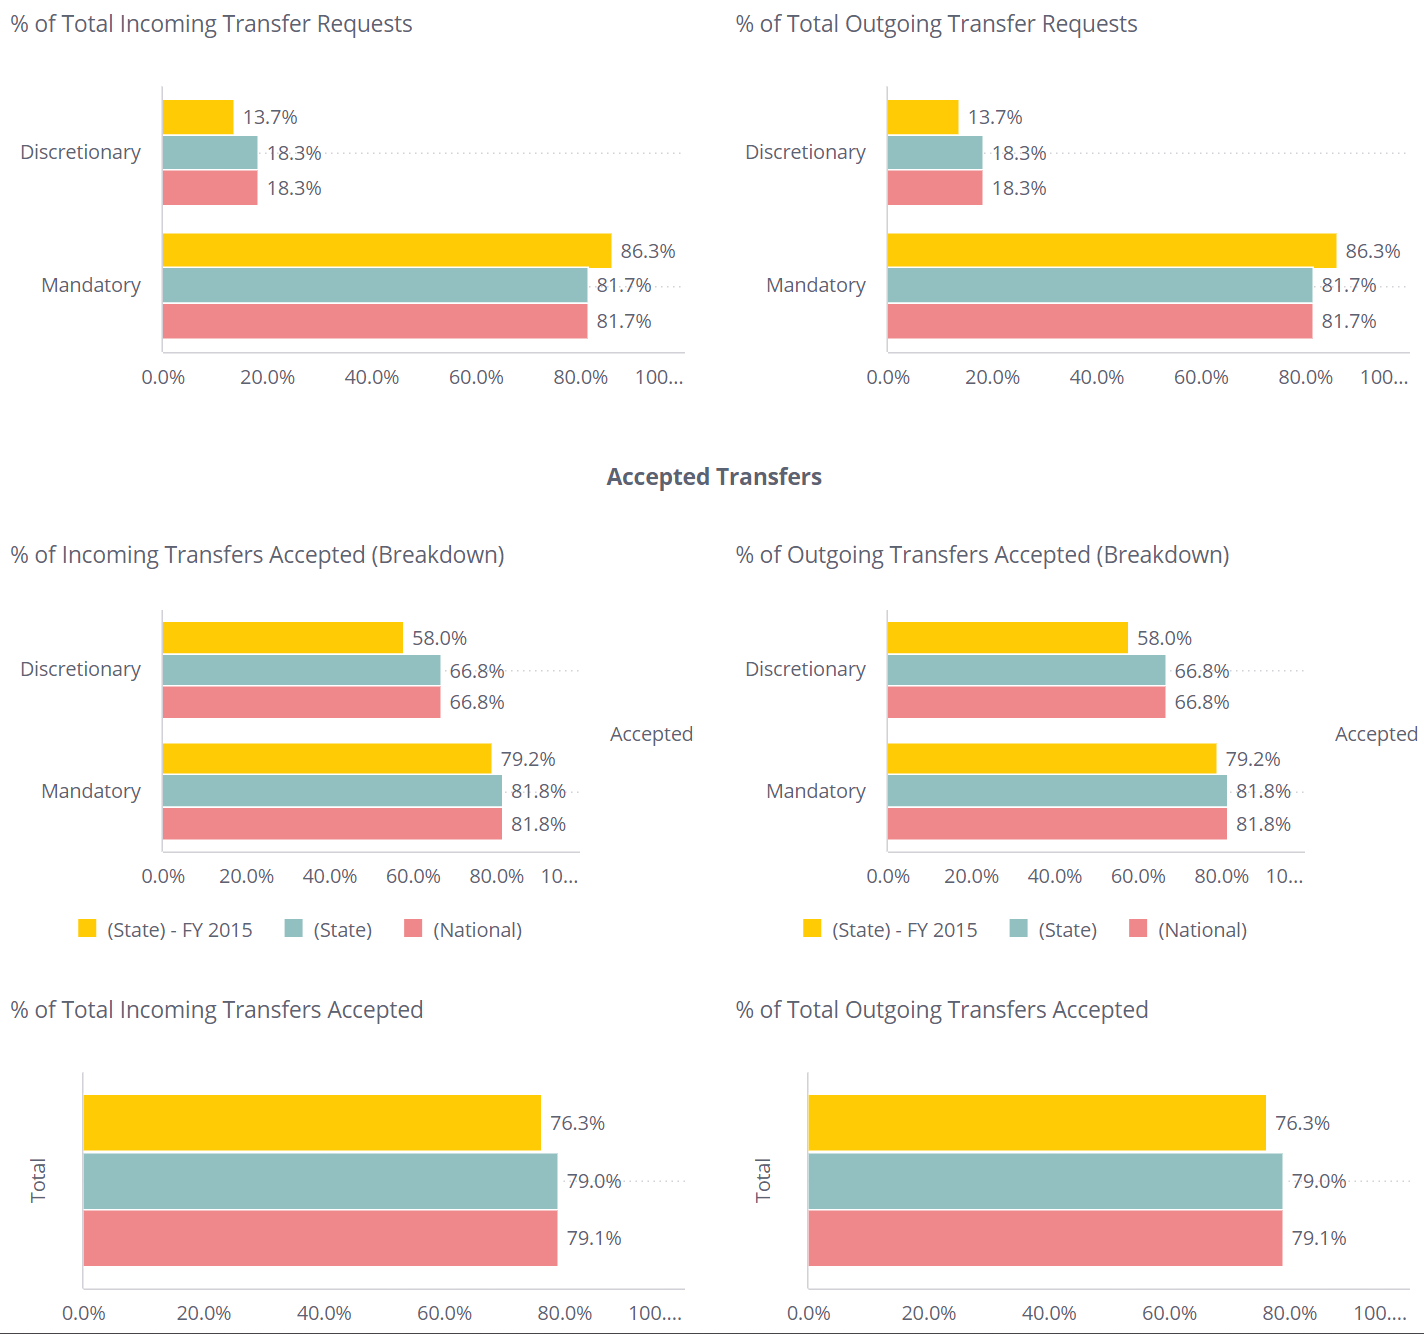 % of Total Incoming Transfer Requests
Discretionary
13.7%
18.3%
18.3%
Mandatory
86.3%
81.7%
81.7%
0.0% 20.0% 40.0% 60.0% 80.0% 100...
% of Total Outgoing Transfer Requests
Discretionary
13.7%
18.3%
18.3%
Mandatory
86.3%
81.7%
81.7%
0.0% 20.0% 40.0% 60.0% 80.0% 100...
Accepted Transfers
% of Incoming Transfers Accepted (Breakdown)
Discretionary
58.0%
66.8%
66.8%
Accepted
Mandatory
79.2%
81.8%
81.8%
0.0% 20.0% 40.0% 60.0% 80.0% 10...
(State) - FY 2015 (State) (National)
% of Outgoing Transfers Accepted (Breakdown)
Discretionary
58.0%
66.8%
66.8%
Accepted
Mandatory
79.2%
81.8%
81.8%
0.0% 20.0% 40.0% 60.0% 80.0% 10...
(State) - FY 2015 (State) (National)
% of Total Incoming Transfers Accepted
Total
76.3%
79.0%
79.1%
0.0% 20.0% 40.0% 60.0% 80.0% 100....
% of Total Outgoing Transfers Accepted
Total
76.3%
79.0%
79.1%
0.0% 20.0% 40.0% 60.0% 80.0% 100....